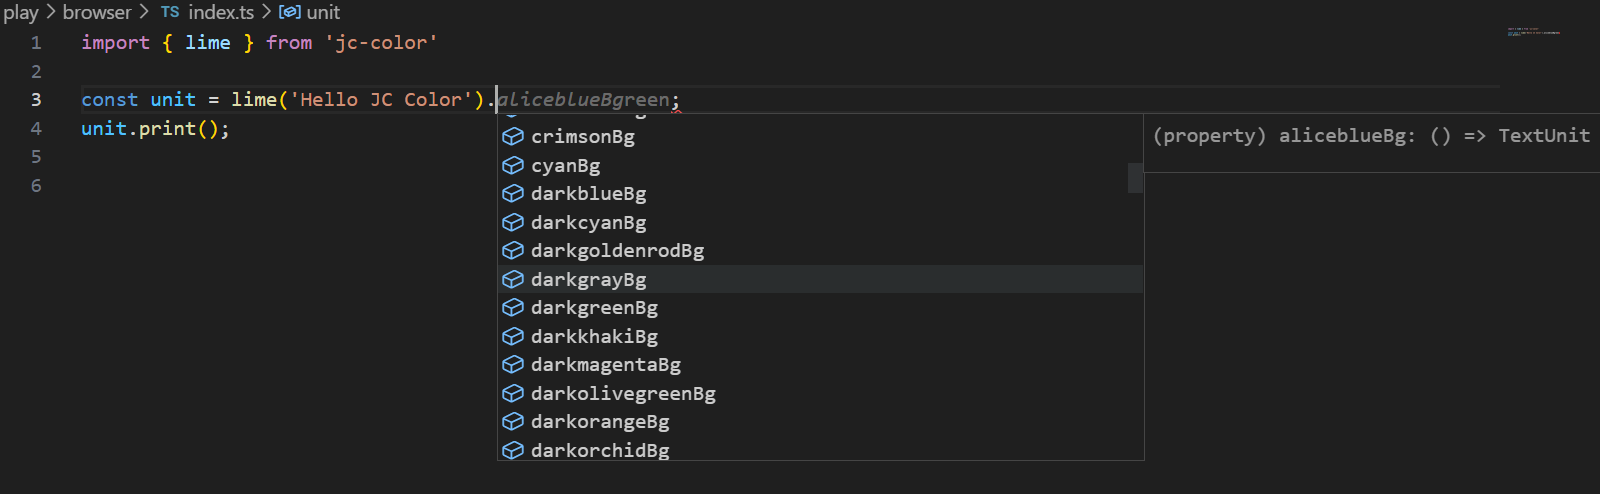 play > browser > TS index.ts > unit
1 import { lime } from 'jc-color'
2
3 const unit = lime('Hello JC Color').aliceblueBgreen;
4 unit.print();
5
6
crimsonBg
cyanBg
darkblueBg
darkcyanBg
darkgoldenrodBg
darkgrayBg
darkgreenBg
darkkhakiBg
darkmagentaBg
darkolivegreenBg
darkorangeBg
darkorchidBg
(property) aliceblueBg: () => TextUnit